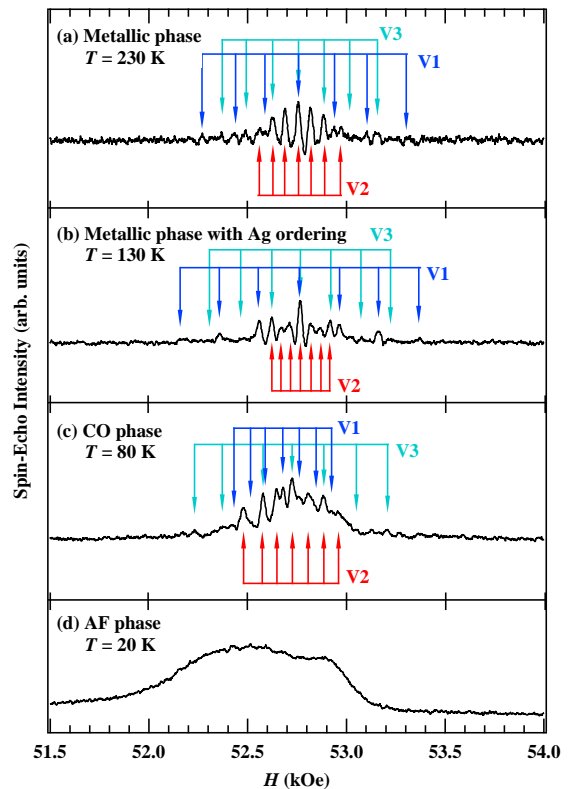 (a) Metallic phase
T = 230 K
V3
V1
V2
(b) Metallic phase with Ag ordering
T = 130 K
V3
V1
V2
(c) CO phase
T = 80 K
V1
V3
V2
(d) AF phase
T = 20 K
Spin-Echo Intensity (arb. units)
51.5 52.0 52.5 53.0 53.5 54.0
H (kOe)